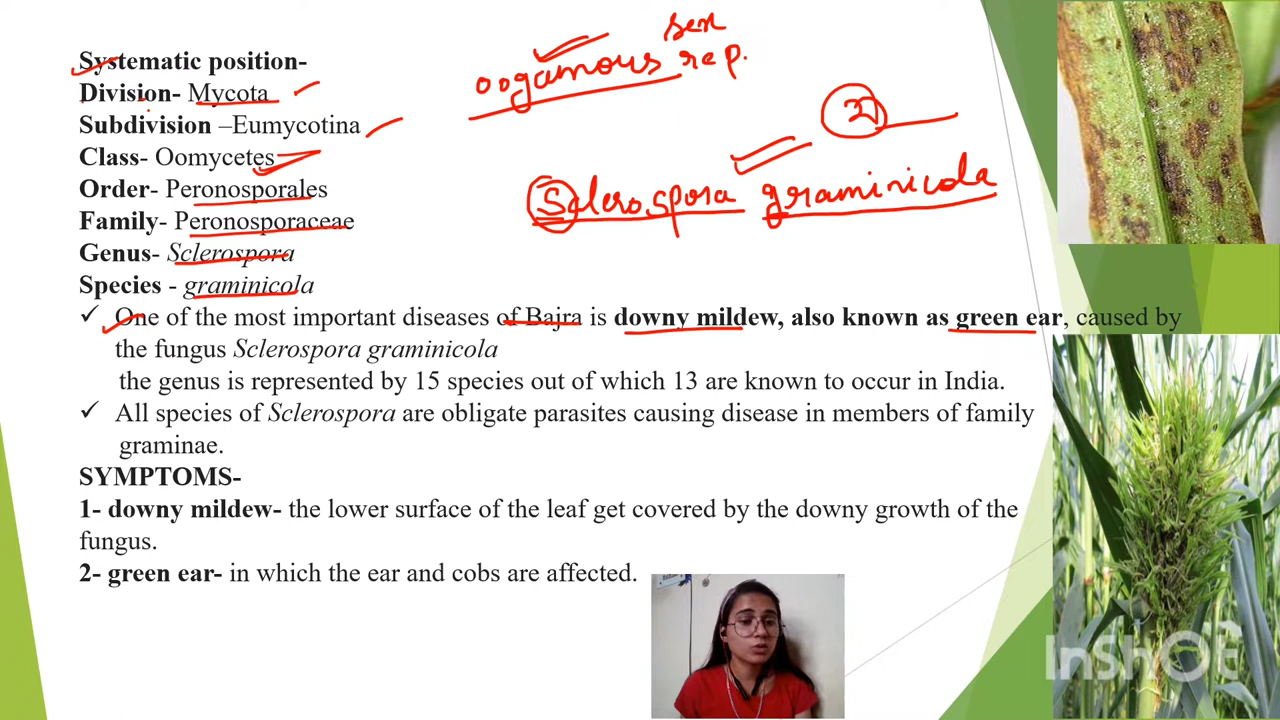 Systematic position-
oogamous sex rep.
Division- Mycota
Subdivision –Eumycotina
Class- Oomycetes
Order- Peronosporales
Sclerospora graminicola
Family- Peronosporaceae
Genus- Sclerospora
Species - graminicola
✓ One of the most important diseases of Bajra is downy mildew, also known as green ear, caused by
the fungus Sclerospora graminicola
the genus is represented by 15 species out of which 13 are known to occur in India.
✓ All species of Sclerospora are obligate parasites causing disease in members of family
graminae.
SYMPTOMS-
1- downy mildew- the lower surface of the leaf get covered by the downy growth of the
fungus.
2- green ear- in which the ear and cobs are affected.
InShOt